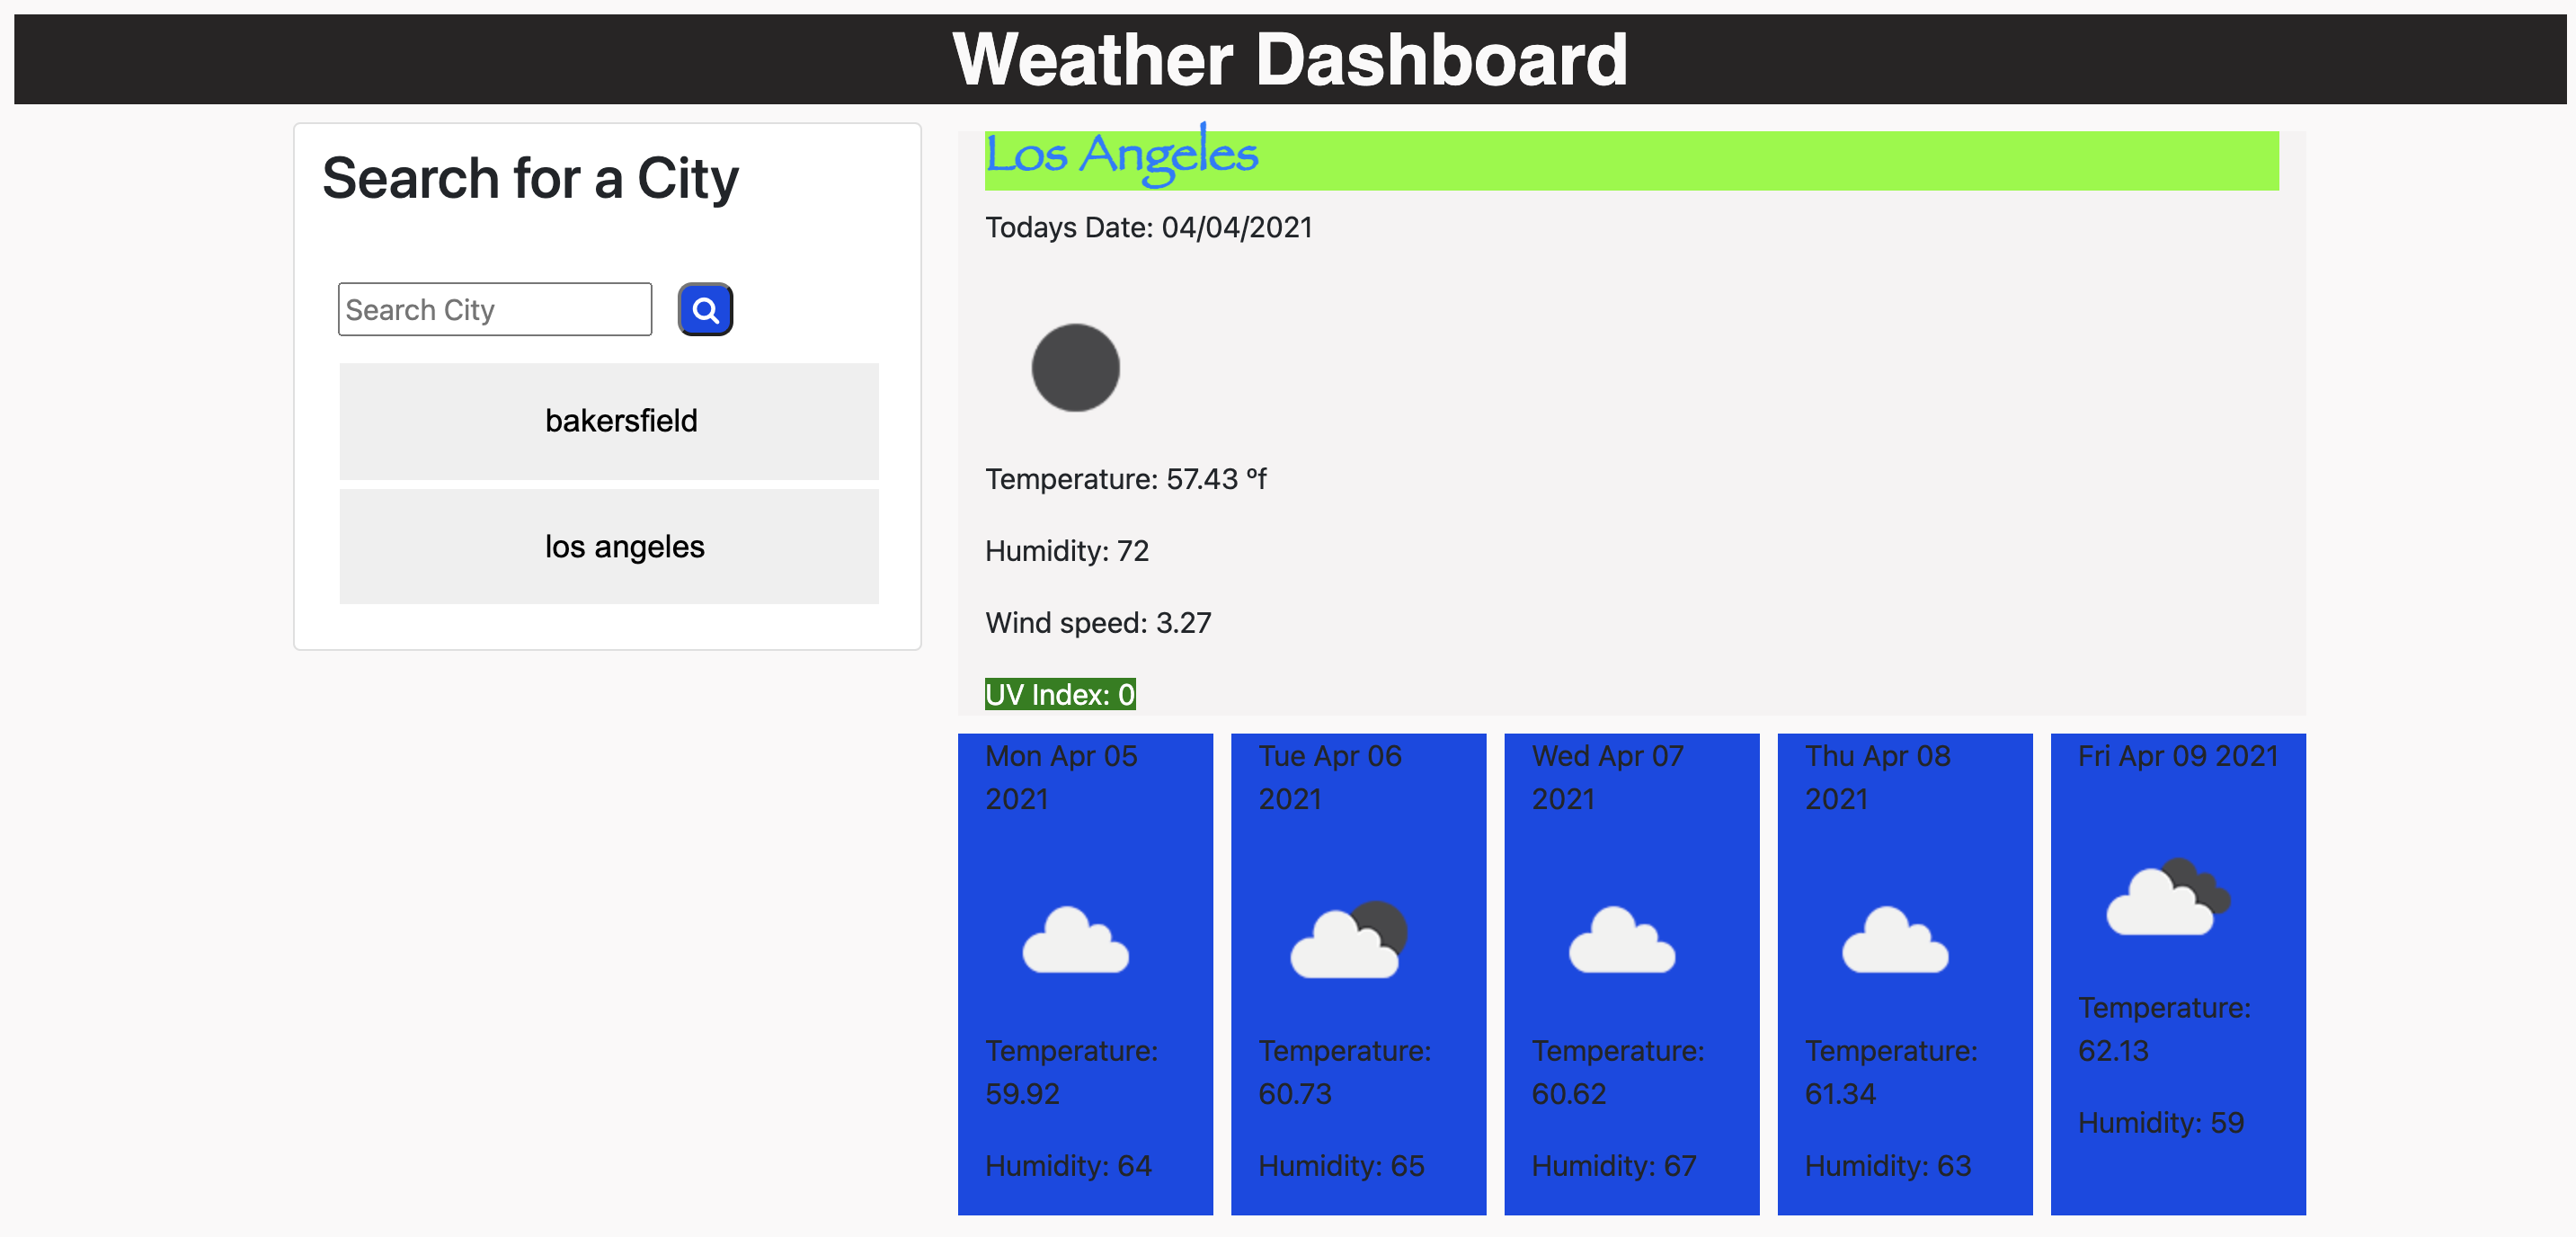 Weather Dashboard
Search for a City
Search City
bakersfield
los angeles
Los Angeles
Todays Date: 04/04/2021
Temperature: 57.43 ºf
Humidity: 72
Wind speed: 3.27
UV Index: 0
Mon Apr 05
2021
Temperature:
59.92
Humidity: 64
Tue Apr 06
2021
Temperature:
60.73
Humidity: 65
Wed Apr 07
2021
Temperature:
60.62
Humidity: 67
Thu Apr 08
2021
Temperature:
61.34
Humidity: 63
Fri Apr 09 2021
Temperature:
62.13
Humidity: 59